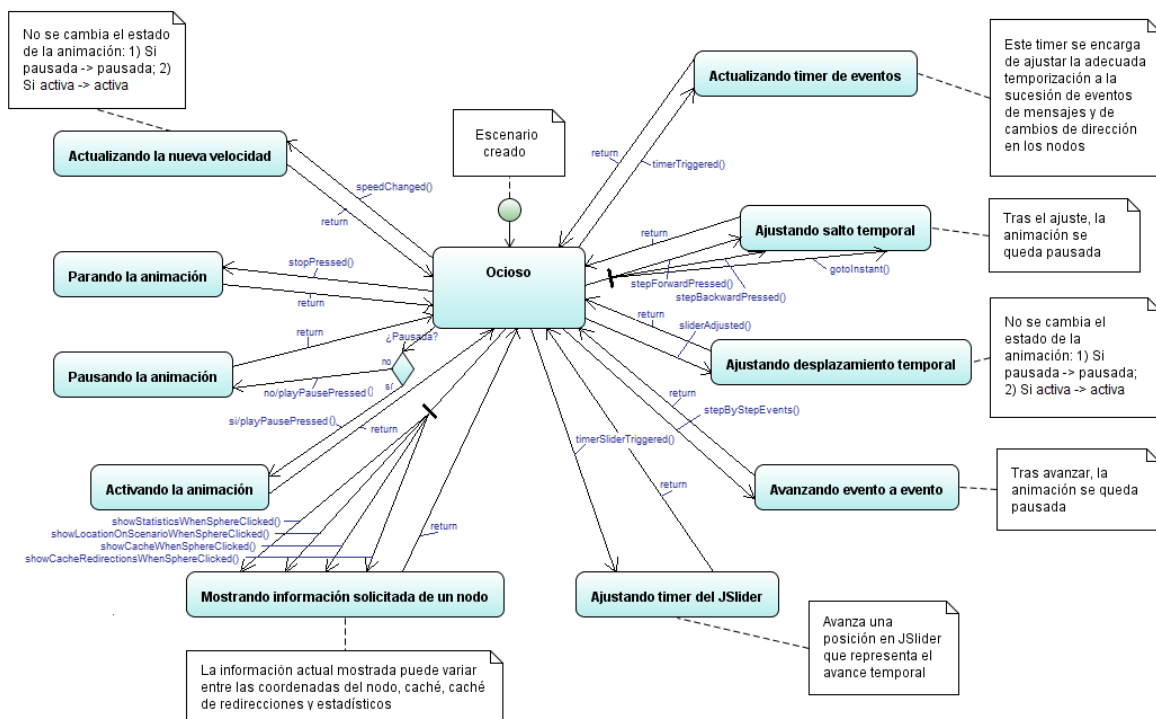 No se cambia el estado
de la animación: 1) Si
pausada -> pausada; 2)
Si activa -> activa
Actualizando la nueva velocidad
Escenario
creado
Actualizando timer de eventos
Este timer se encarga
de ajustar la adecuada
temporización a la
sucesión de eventos
de mensajes y de
cambios de dirección
en los nodos
return
timerTriggered()
speedChanged()
return
Ocioso
Ajustando salto temporal
Tras el ajuste, la
animación se
queda pausada
return
stepForwardPressed()
stepBackwardPressed()
gotoInstant()
Parando la animación
stopPressed()
return
Pausando la animación
return
¿Pausada?
no
sí
no/playPausePressed()
si/playPausePressed()
return
return
sliderAdjusted()
Ajustando desplazamiento temporal
No se cambia el
estado de la
animación: 1) Si
pausada -> pausada;
2) Si activa -> activa
return
stepByStepEvents()
timerSliderTriggered()
return
Activando la animación
Avanzando evento a evento
Tras avanzar, la
animación se queda
pausada
showStatisticsWhenSphereClicked()
showLocationOnScenarioWhenSphereClicked()
showCacheWhenSphereClicked()
showCacheRedirectionsWhenSphereClicked()
return
Mostrando información solicitada de un nodo
Ajustando timer del JSlider
Avanza una
posición en JSlider
que representa el
avance temporal
La información actual mostrada puede variar
entre las coordenadas del nodo, caché, caché
de redirecciones y estadísticos